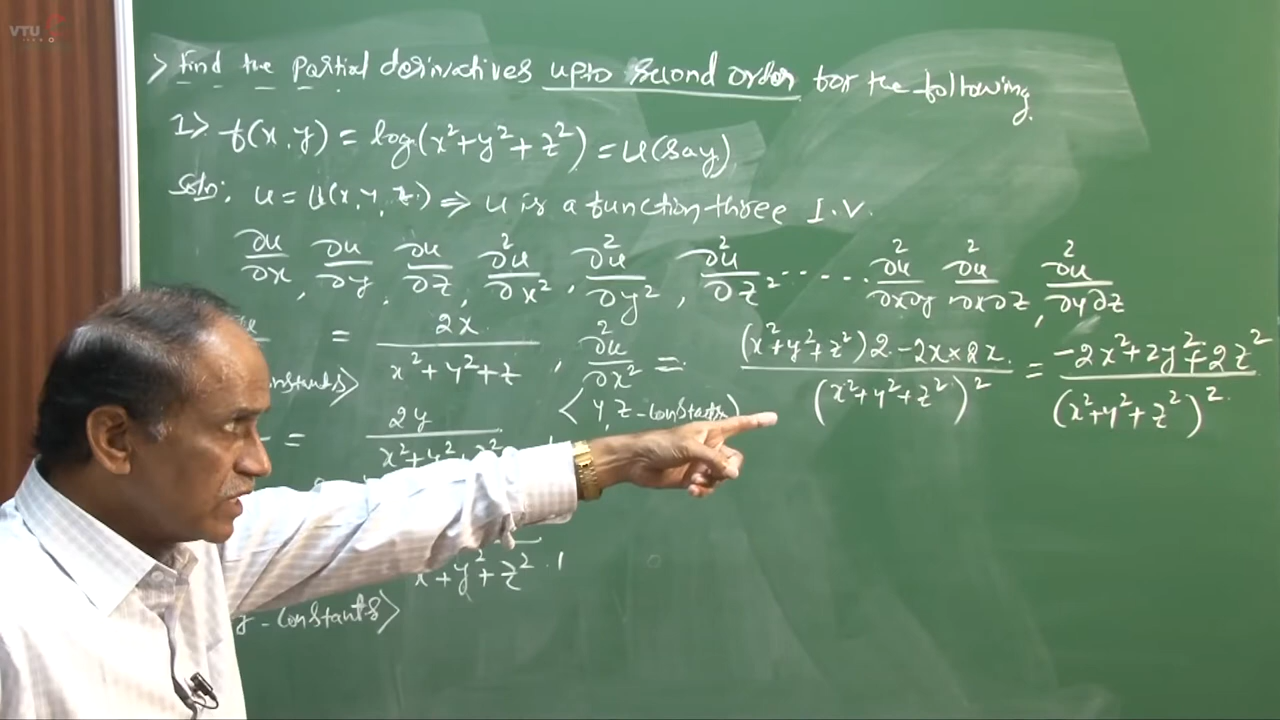 VTU
> Find the Partial derivatives upto second order for the following.
1> f(x,y) = log(x²+y²+z²) = u(say)
Soln: u = u(x,y,z) ⇒ u is a function three I.V.
∂u/∂x, ∂u/∂y, ∂u/∂z, ∂²u/∂x², ∂²u/∂y², ∂²u/∂z² ...... ∂²u/∂x∂y ∂²u/∂x∂z, ∂²u/∂y∂z
= 2x/(x²+y²+z), ∂²u/∂x² = ((x²+y²+z²)2 - 2x×2x)/(x²+y²+z²)² = (-2x²+2y²+2z²)/(x²+y²+z²)²
<y,z-constants>
= 2y/
x²+y²+z² . 1
-constants>